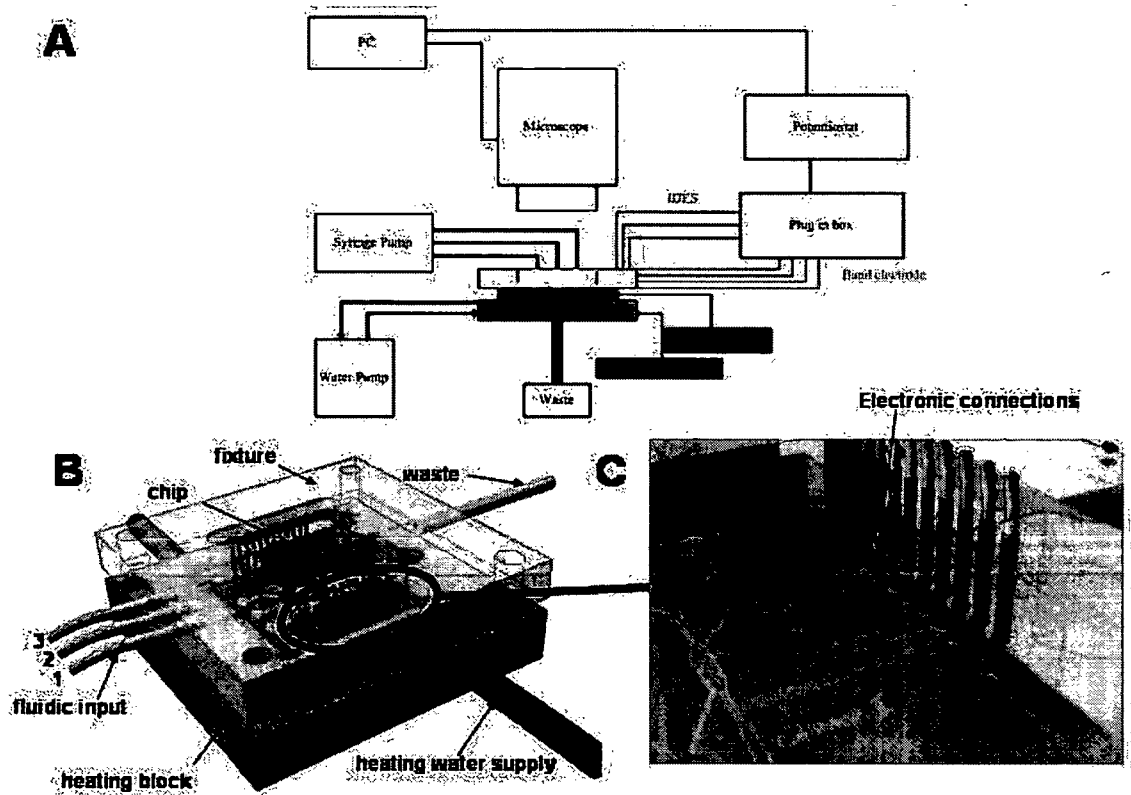 A
PC
Microscope
Potentiostat
IDES
Syringe Pump
Plug in box
Band electrode
Water Pump
Waste
Electronic connections
B
fixture
waste
C
chip
3
2
1
fluidic input
heating water supply
heating block